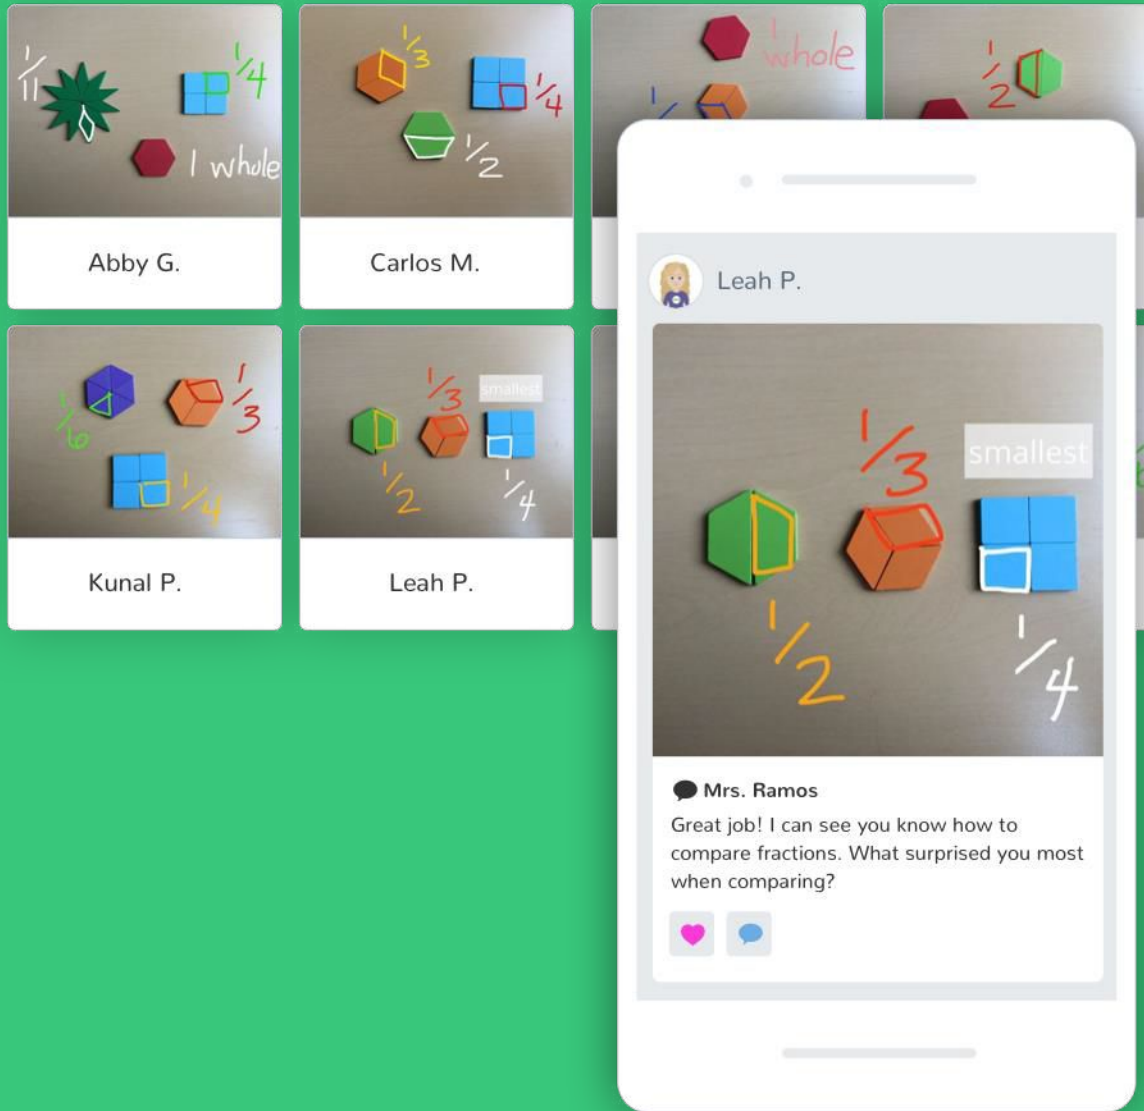 1/11
1/4
1 whole
Abby G.
1/3
1/4
1/2
Carlos M.
1 whole
1/
1/2
1/6
1/3
1/4
Kunal P.
1/3
smallest
1/2
1/4
Leah P.
Leah P.
1/3
smallest
1/2
1/4
Mrs. Ramos
Great job! I can see you know how to
compare fractions. What surprised you most
when comparing?